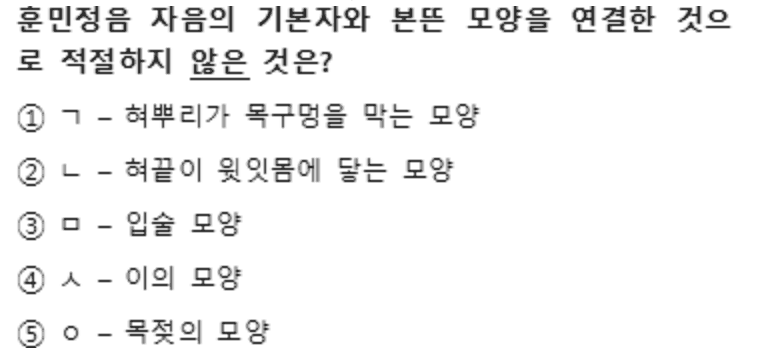 훈민정음 자음의 기본자와 본뜬 모양을 연결한 것으
로 적절하지 않은 것은?
① ㄱ – 혀뿌리가 목구멍을 막는 모양
② ㄴ – 혀끝이 윗잇몸에 닿는 모양
③ ㅁ – 입술 모양
④ ㅅ – 이의 모양
⑤ ㅇ – 목젖의 모양